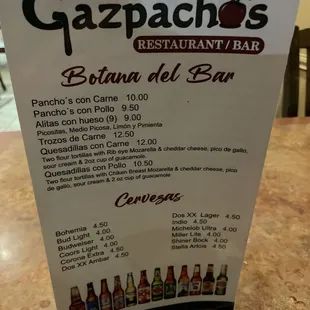 Gazpacho's
RESTAURANT/BAR
Botana del Bar
Pancho´s con Carne 10.00
Pancho´s con Pollo 9.50
Alitas con hueso (9) 9.00
Picositas, Medio Picosa, Limón y Pimienta
Trozos de Carne 12.50
Quesadillas con Carne 12.00
Two flour tortillas with Rib eye Mozzarella & cheddar cheese, pico de gallo,
sour cream & 2 oz cup of guacamole.
Quesadillas con Pollo 10.50
Two flour tortillas with Chiken Breast Mozarella & cheddar cheese, pico
de gallo, sour cream & 2 oz cup of guacamole.
Cervezas
Bohemia 4.50
Bud Light 4.00
Budweiser 4.00
Coors Light 4.00
Corona Extra 4.50
Dos XX Ambar 4.50
Dos XX Lager 4.50
Indio 4.50
Michelob Ultra 4.00
Miller Lite 4.00
Shiner Bock 4.00
Stella Artois 4.50